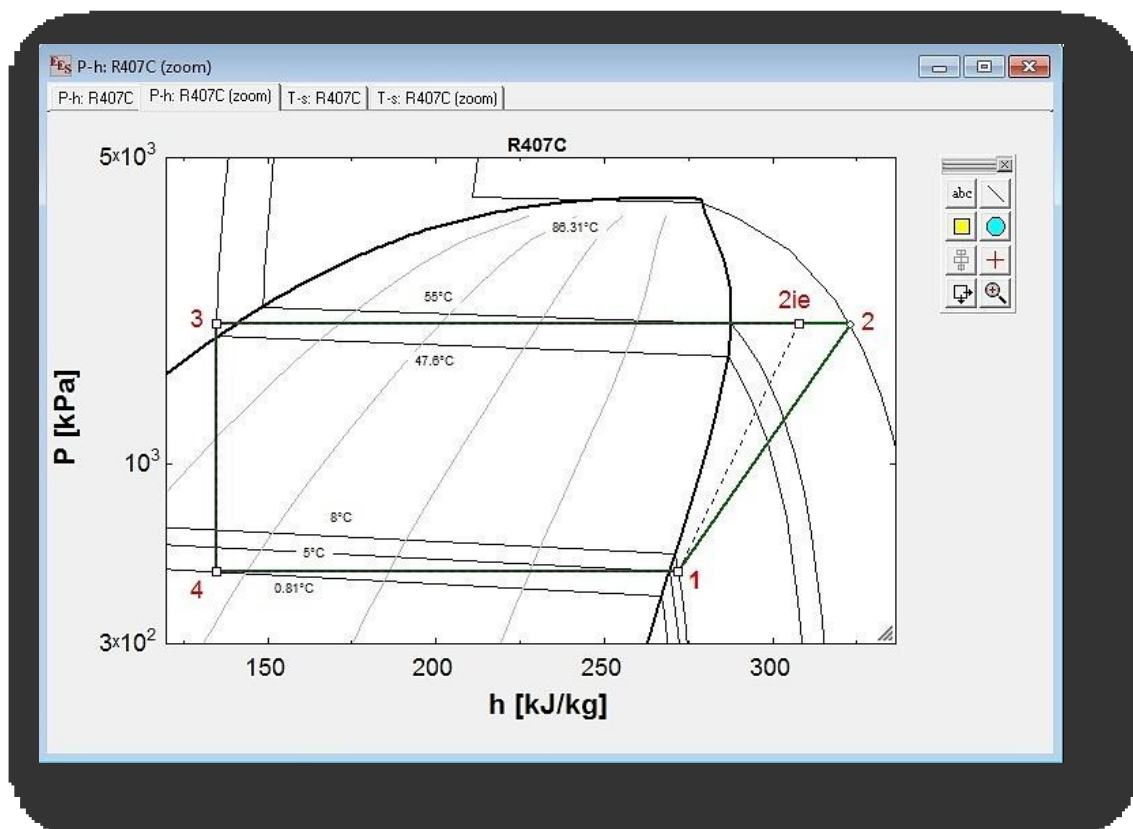 EES P-h: R407C (zoom)
P-h: R407C P-h: R407C (zoom) T-s: R407C T-s: R407C (zoom)
R407C
abc
5x10³
86.31°C
55°C
2ie
3
2
47.6°C
P [kPa]
10³
8°C
5°C
4
0.81°C
1
3x10²
150 200 250 300
h [kJ/kg]